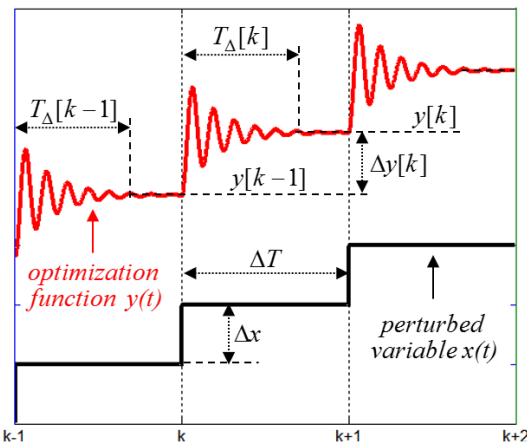 T_Δ[k]
T_Δ[k−1]
y[k]
Δy[k]
y[k−1]
ΔT
optimization
function y(t)
Δx
perturbed
variable x(t)
k-1
k
k+1
k+2